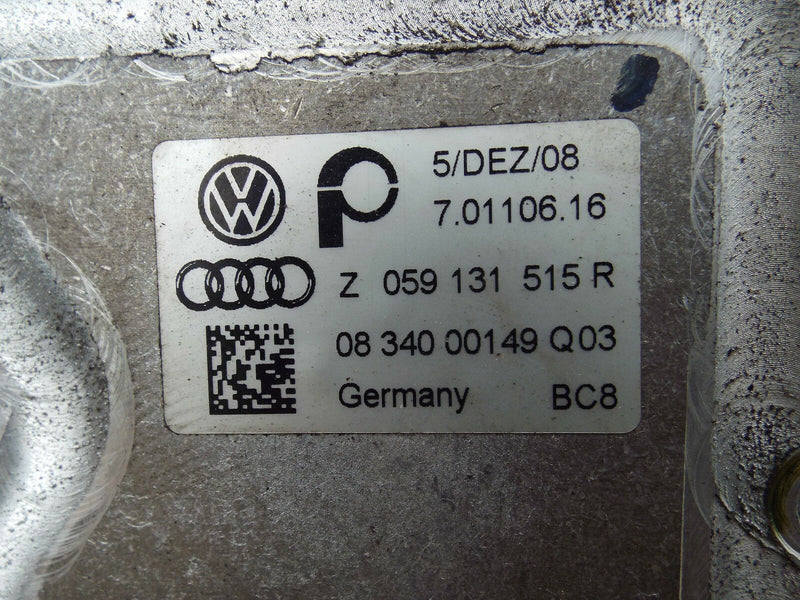 5/DEZ/08
7.01106.16
Z 059 131 515 R
08 340 00149 Q03
Germany BC8